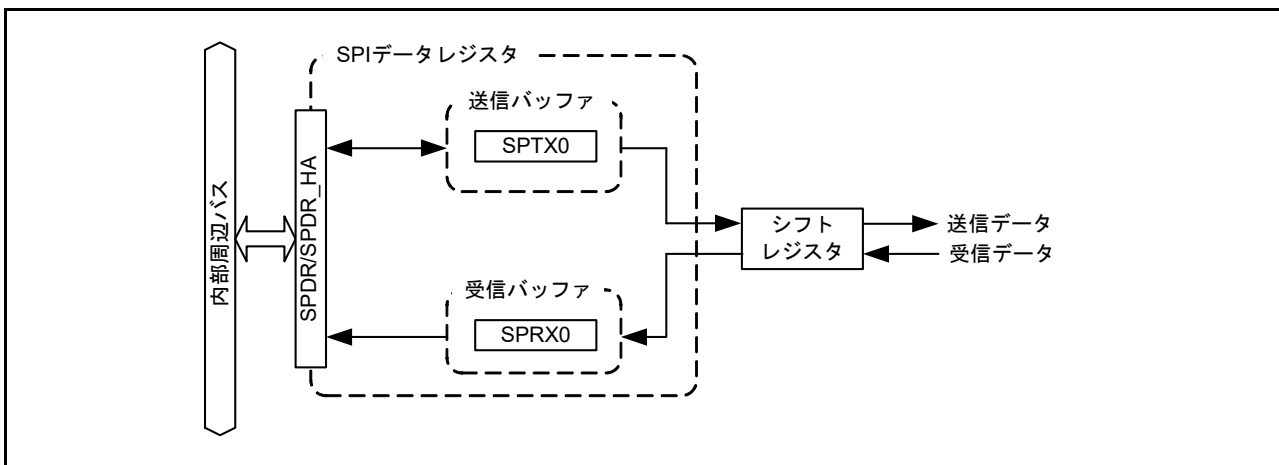 SPIデータレジスタ
送信バッファ
SPTX0
内部周辺バス
SPDR/SPDR_HA
シフト
レジスタ
送信データ
受信データ
受信バッファ
SPRX0